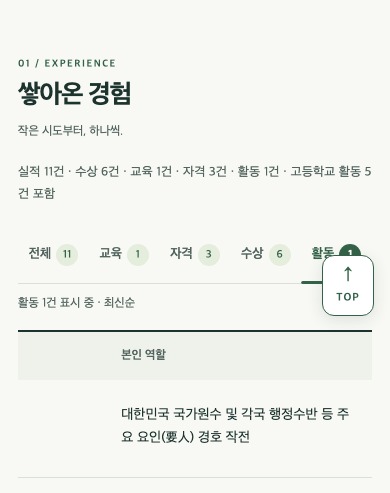 01 / EXPERIENCE
쌓아온 경험
작은 시도부터, 하나씩.
실적 11건 · 수상 6건 · 교육 1건 · 자격 3건 · 활동 1건 · 고등학교 활동 5
건 포함
전체 11 교육 1 자격 3 수상 6 활동 1
↑
TOP
활동 1건 표시 중 · 최신순
본인 역할
대한민국 국가원수 및 각국 행정수반 등 주
요 요인(要人) 경호 작전